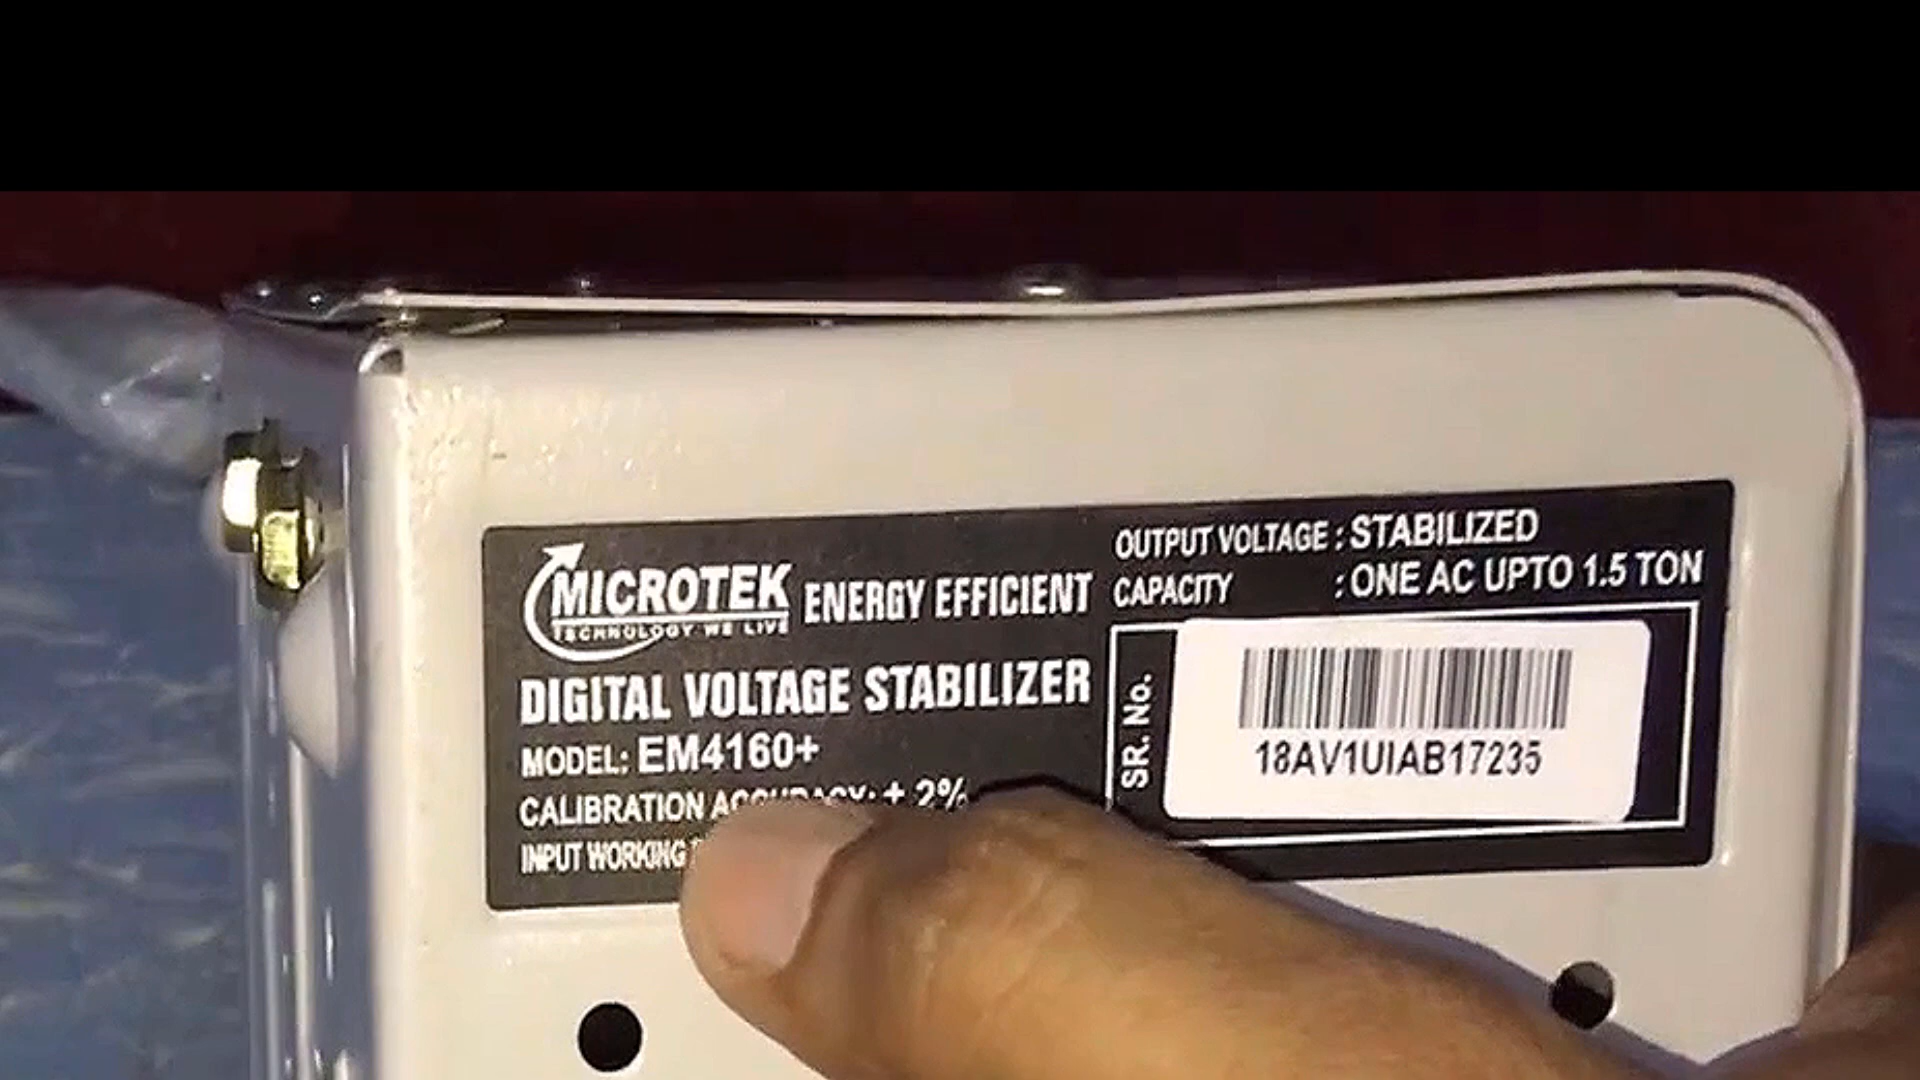 MICROTEK
TECHNOLOGY WE LIVE
ENERGY EFFICIENT
DIGITAL VOLTAGE STABILIZER
MODEL: EM4160+
CALIBRATION ACCURACY: ± 2%
INPUT WORKING
OUTPUT VOLTAGE : STABILIZED
CAPACITY : ONE AC UPTO 1.5 TON
SR. No.
18AV1UIAB17235